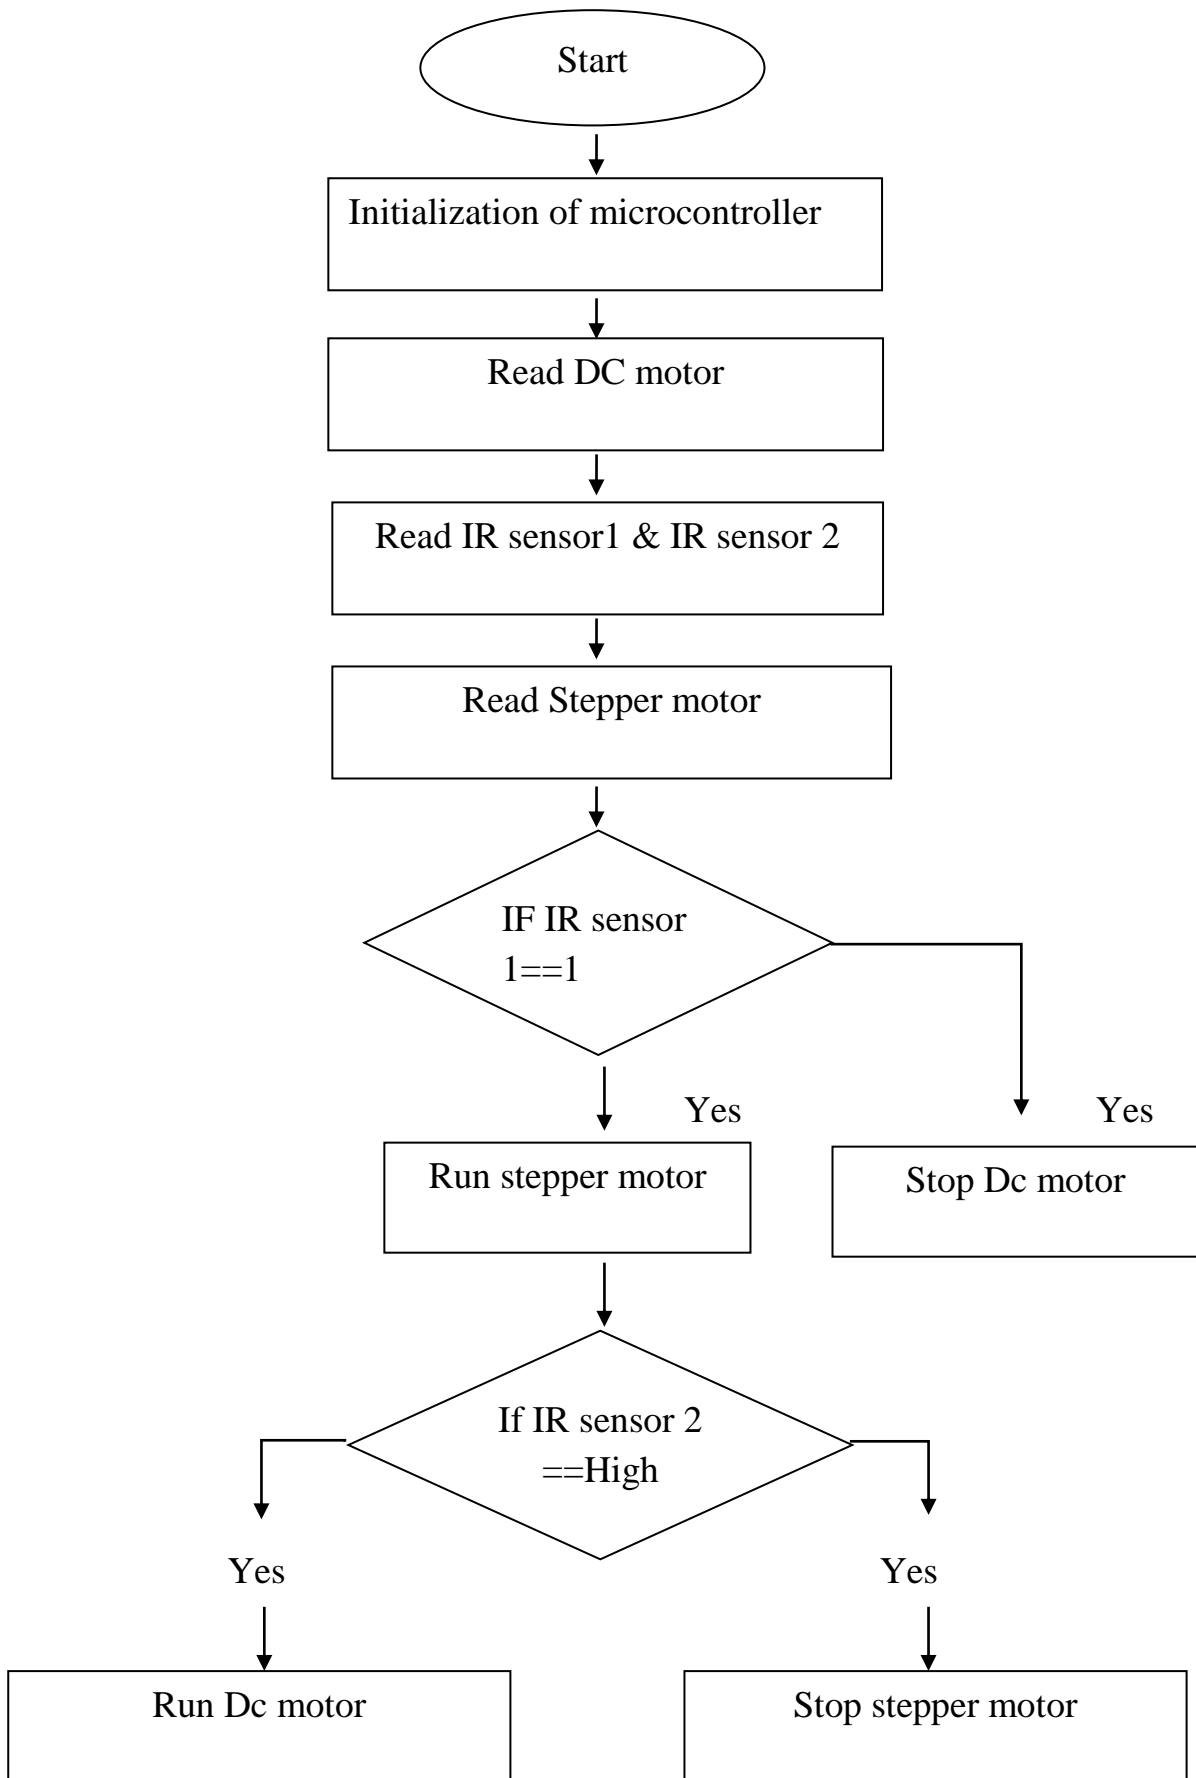 Start
Initialization of microcontroller
Read DC motor
Read IR sensor1 & IR sensor 2
Read Stepper motor
IF IR sensor
1==1
Yes
Yes
Run stepper motor
Stop Dc motor
If IR sensor 2
==High
Yes
Yes
Run Dc motor
Stop stepper motor